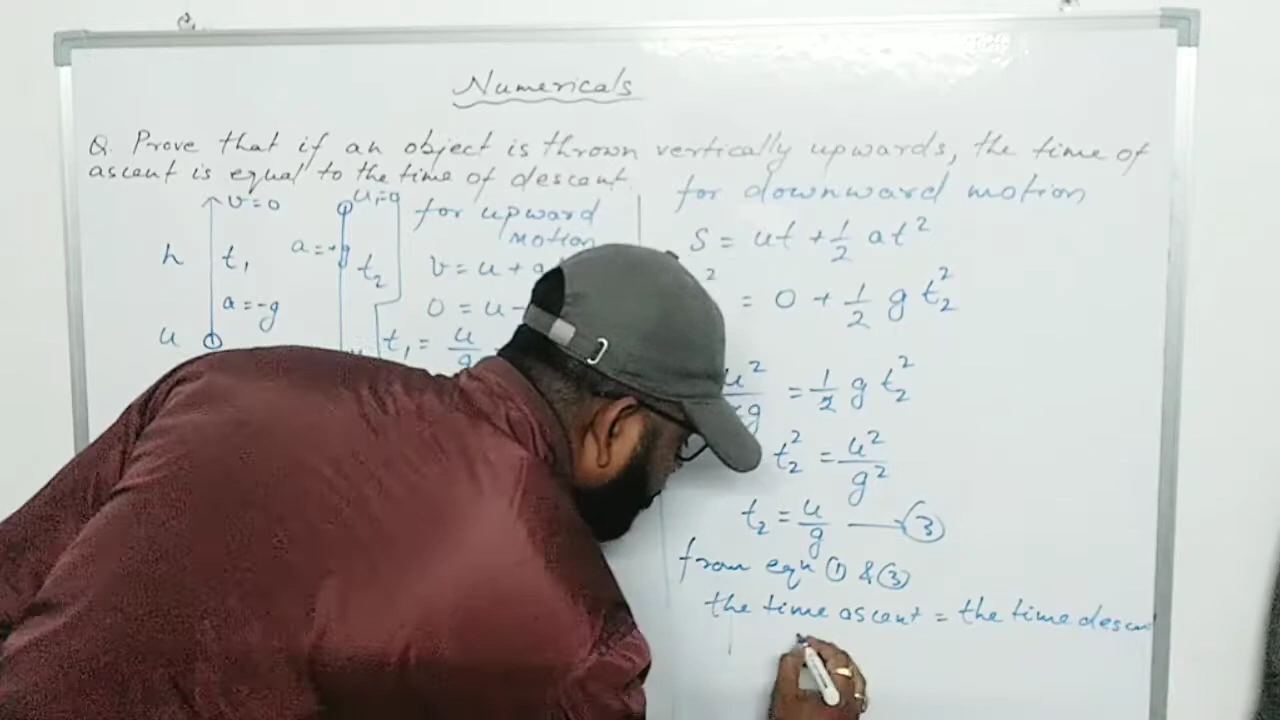 Numericals
Q. Prove that if an object is thrown vertically upwards, the time of
ascent is equal to the time of descent.
v=0
h
t₁
a=-g
u
u=0
a=+g
t₂
for upward
motion
v = u + a
0 = u -
t₁ = u/g
for downward motion
S = ut + 1/2 at²
² = 0 + 1/2 g t₂²
u²/ g = 1/2 g t₂²
t₂² = u²/g²
t₂ = u/g — ③
from eqn ① & ③
the time ascent = the time descen